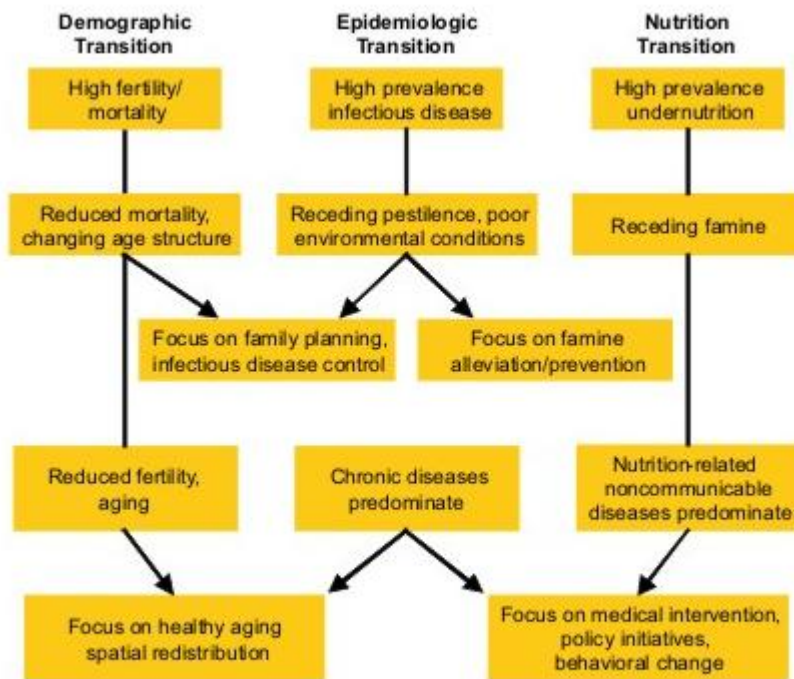 Demographic
Transition
Epidemiologic
Transition
Nutrition
Transition
High fertility/
mortality
High prevalence
infectious disease
High prevalence
undernutrition
Reduced mortality,
changing age structure
Receding pestilence, poor
environmental conditions
Receding famine
Focus on family planning,
infectious disease control
Focus on famine
alleviation/prevention
Reduced fertility,
aging
Chronic diseases
predominate
Nutrition-related
noncommunicable
diseases predominate
Focus on healthy aging
spatial redistribution
Focus on medical intervention,
policy initiatives,
behavioral change